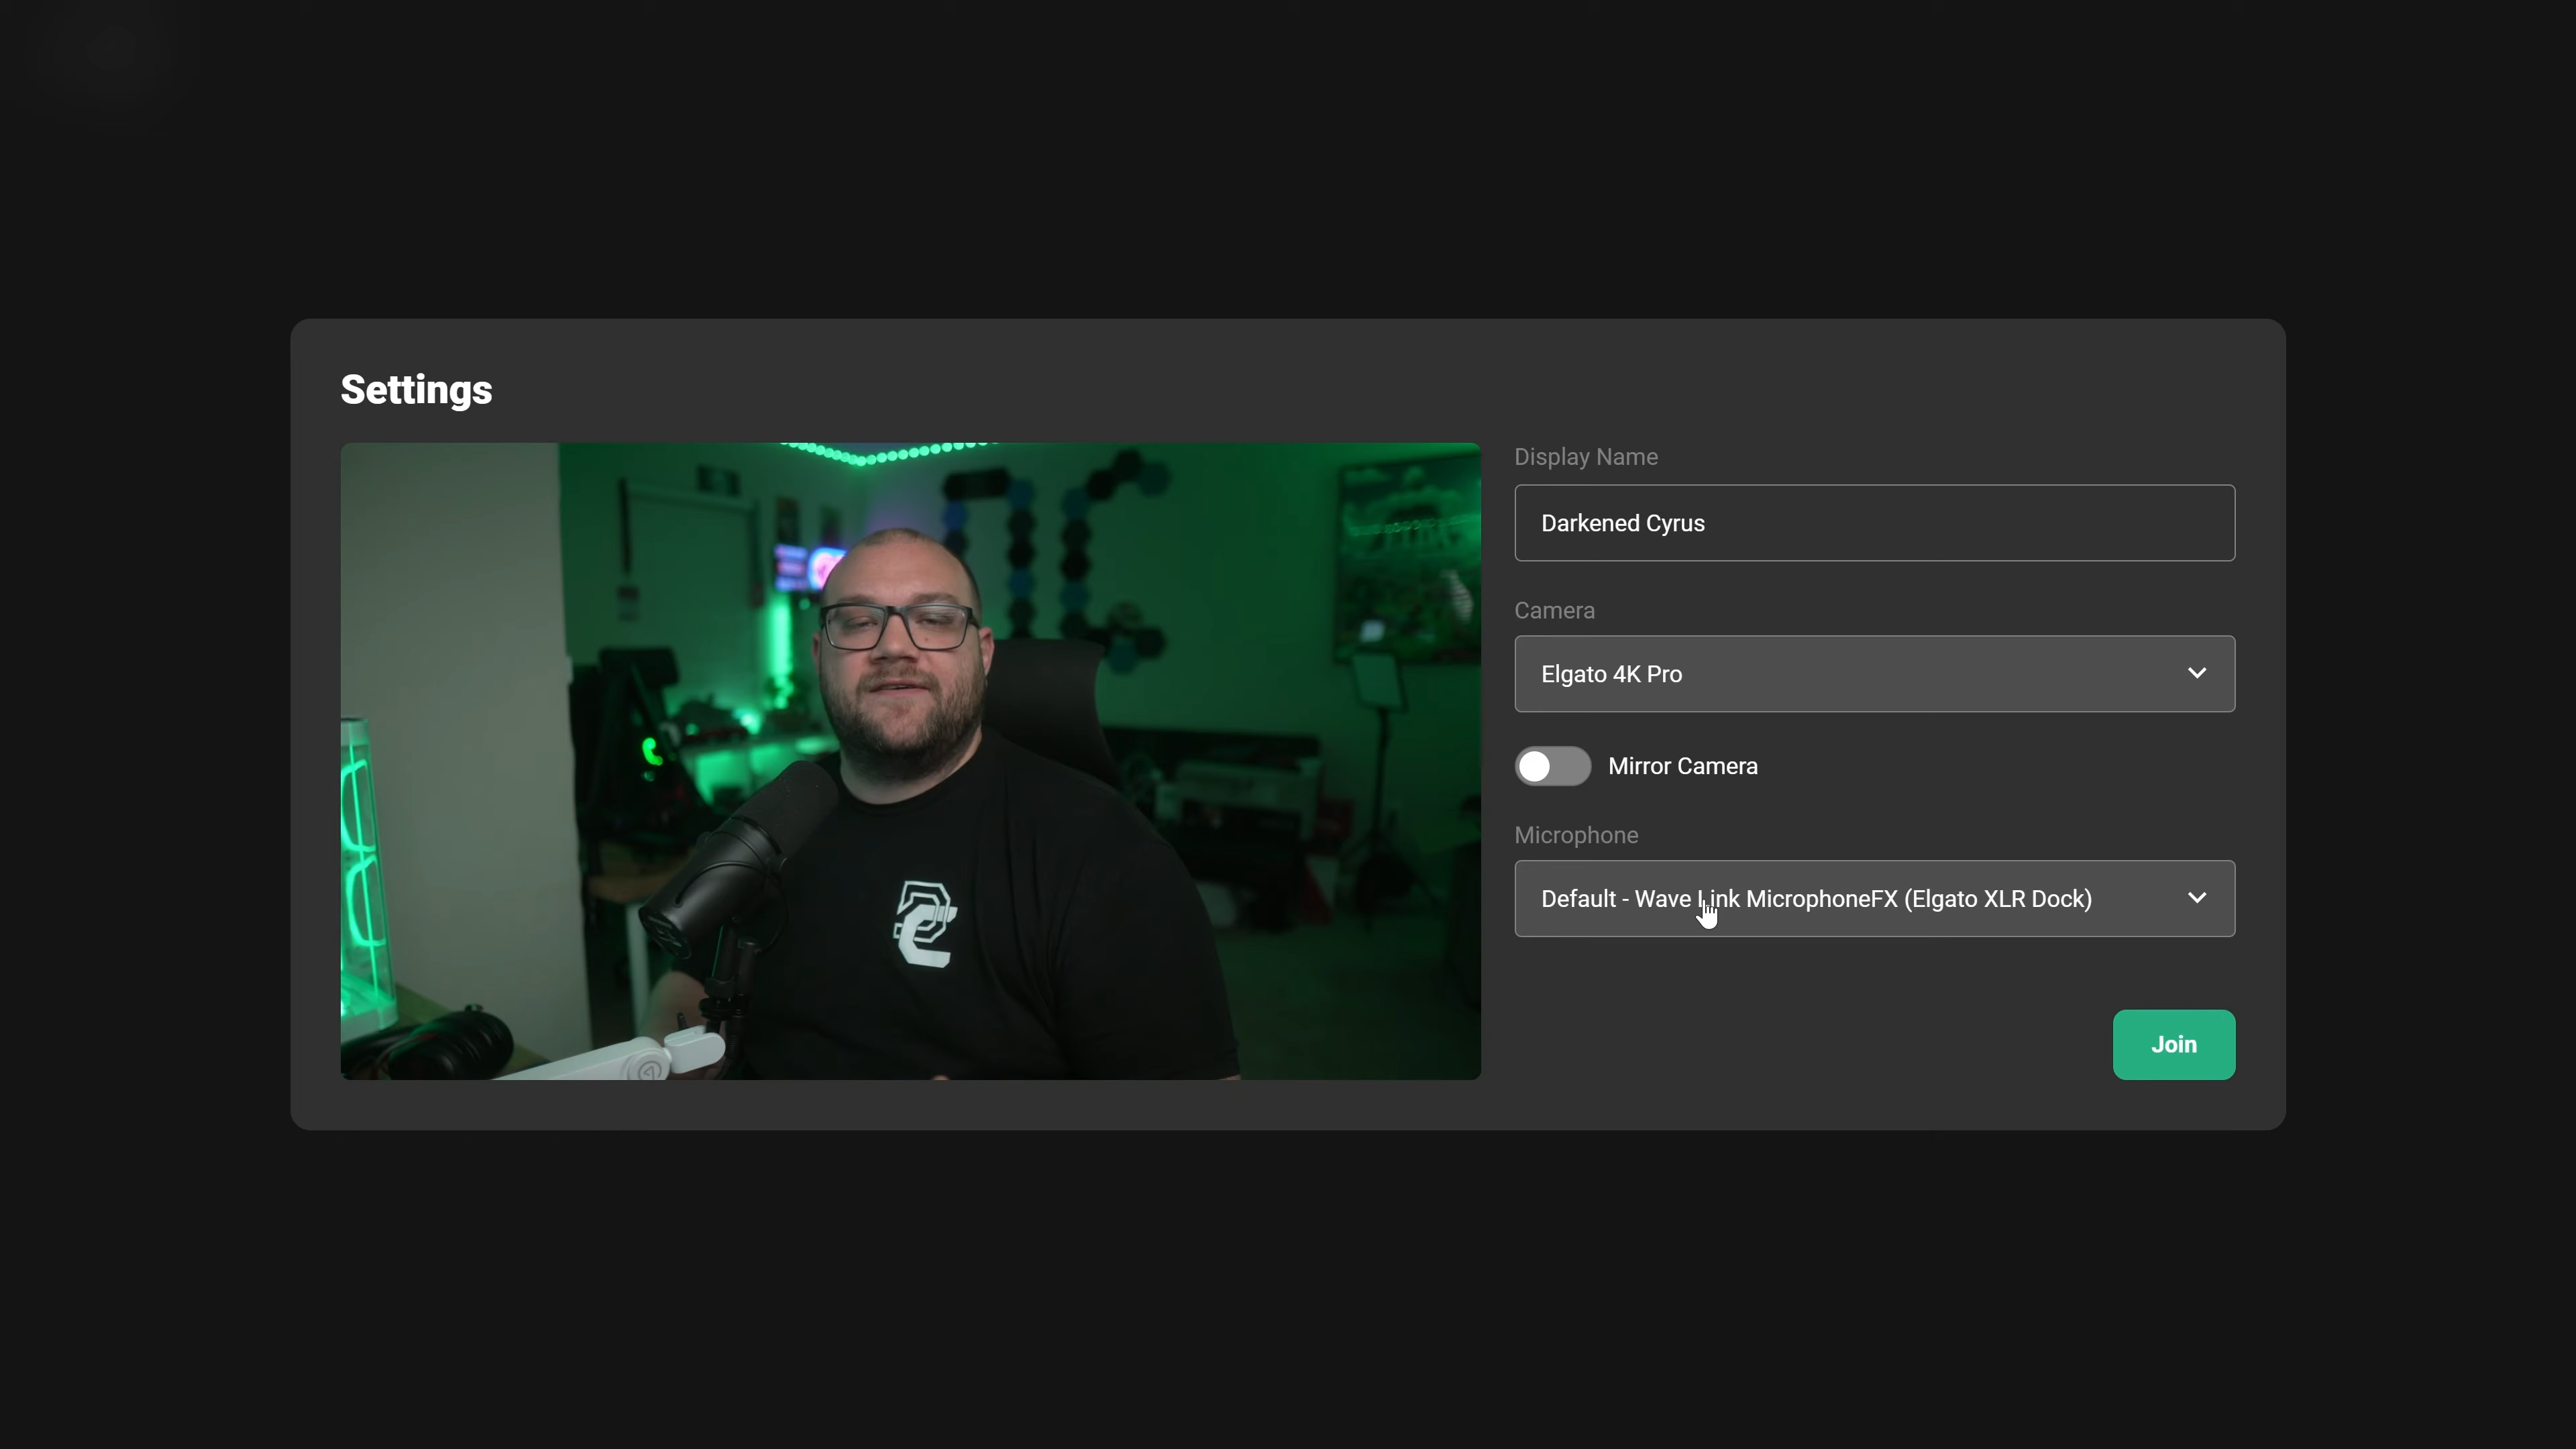 Settings
Display Name
Darkened Cyrus
Camera
Elgato 4K Pro
Mirror Camera
Microphone
Default - Wave Link MicrophoneFX (Elgato XLR Dock)
Join